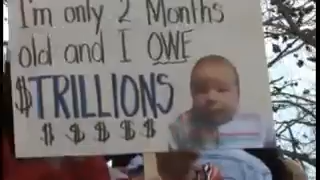 I'm only 2 Months
old and I OWE
$TRILLIONS
$ $ $ $ $